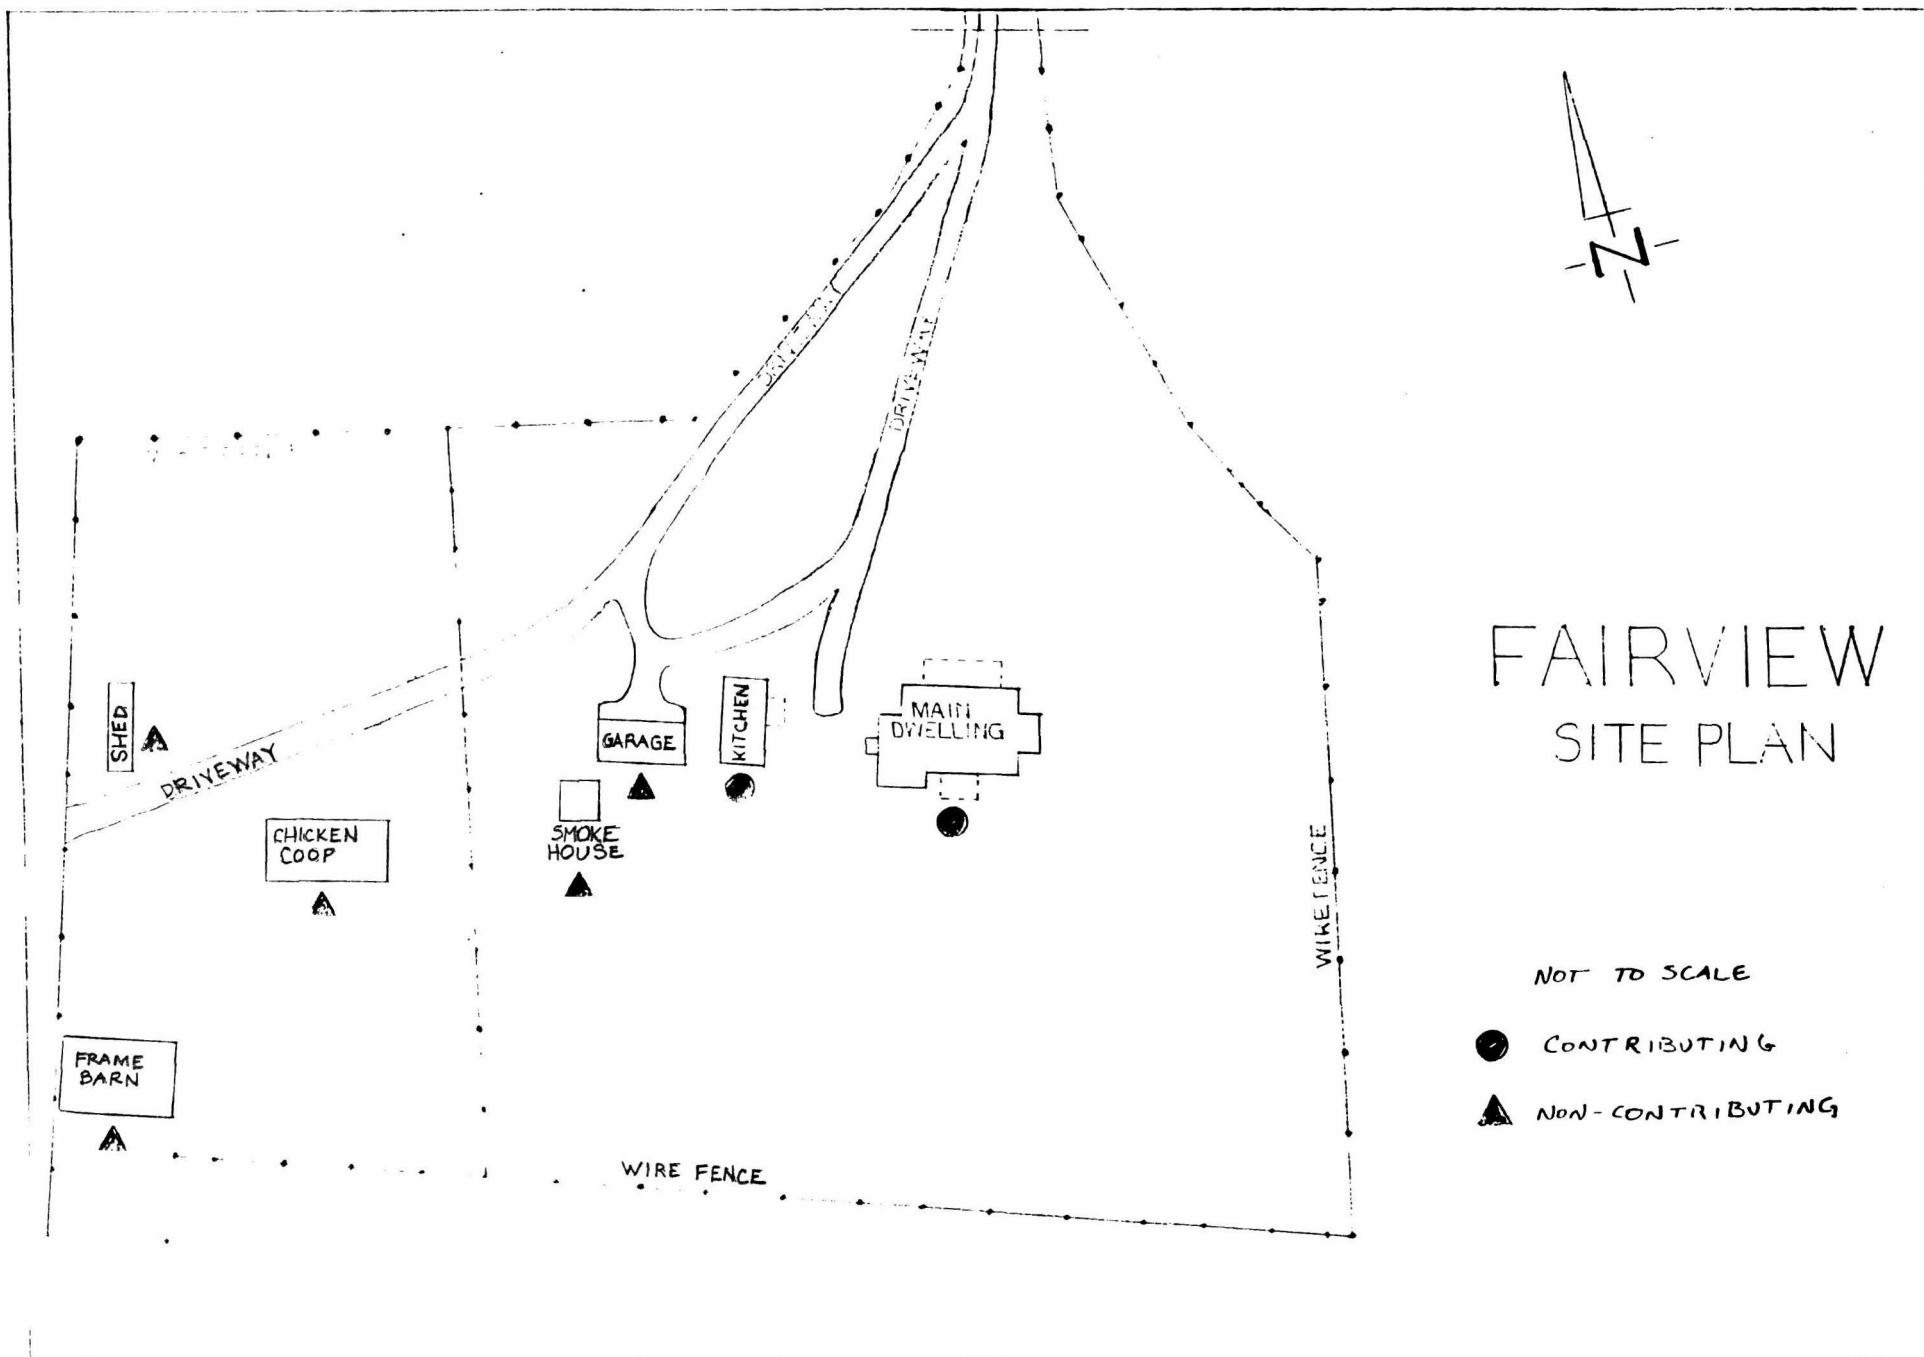 N
DRIVEWAY
DRIVEWAY
FAIRVIEW
SITE PLAN
SHED
DRIVEWAY
GARAGE
KITCHEN
MAIN
DWELLING
CHICKEN
COOP
SMOKE
HOUSE
WIRE FENCE
NOT TO SCALE
CONTRIBUTING
NON-CONTRIBUTING
FRAME
BARN
WIRE FENCE